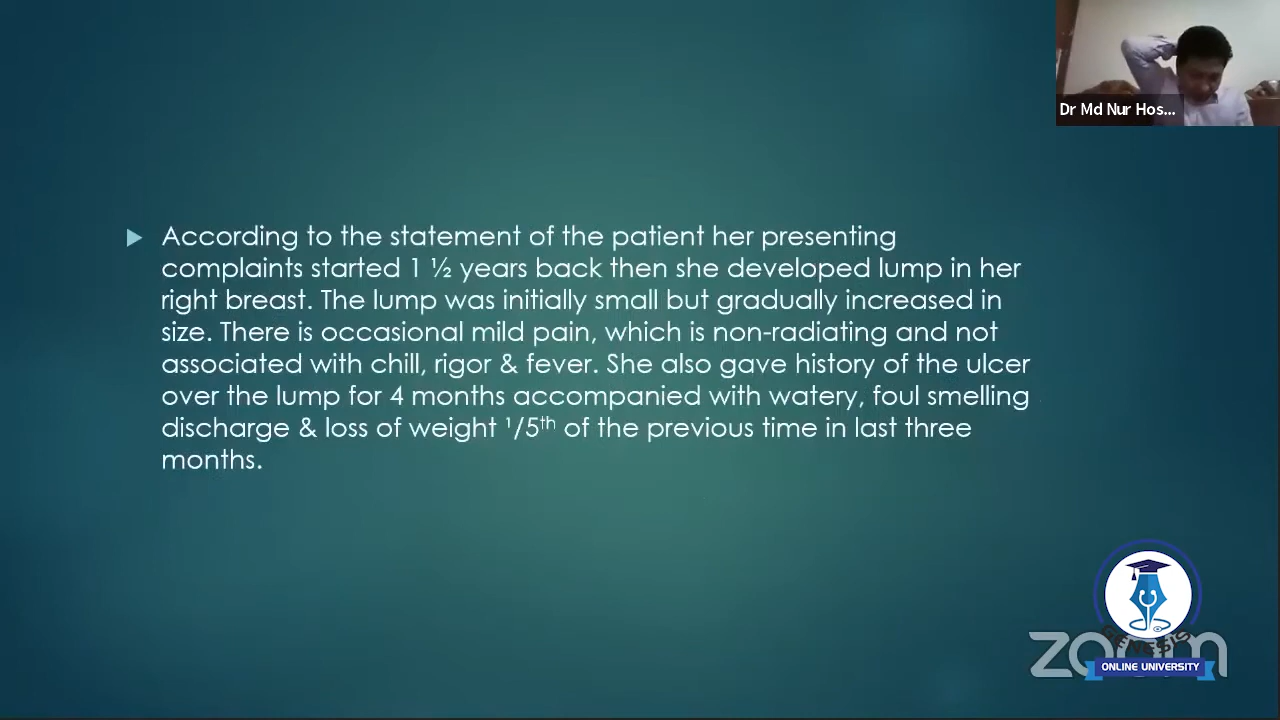 Dr Md Nur Hos...
According to the statement of the patient her presenting
complaints started 1 ½ years back then she developed lump in her
right breast. The lump was initially small but gradually increased in
size. There is occasional mild pain, which is non-radiating and not
associated with chill, rigor & fever. She also gave history of the ulcer
over the lump for 4 months accompanied with watery, foul smelling
discharge & loss of weight ¹/5ᵗʰ of the previous time in last three
months.
GENESIS
zoom
ONLINE UNIVERSITY